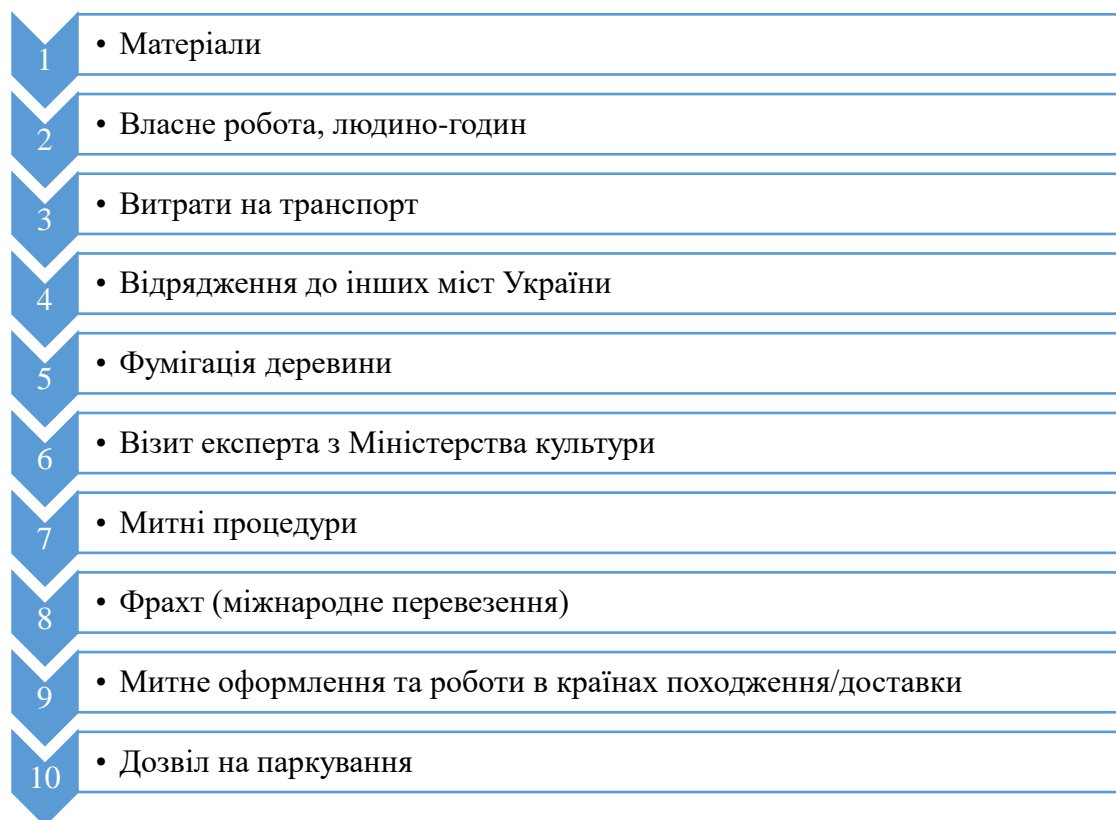 1 • Матеріали
2 • Власне робота, людино-годин
3 • Витрати на транспорт
4 • Відрядження до інших міст України
5 • Фумігація деревини
6 • Візит експерта з Міністерства культури
7 • Митні процедури
8 • Фрахт (міжнародне перевезення)
9 • Митне оформлення та роботи в країнах походження/доставки
10 • Дозвіл на паркування